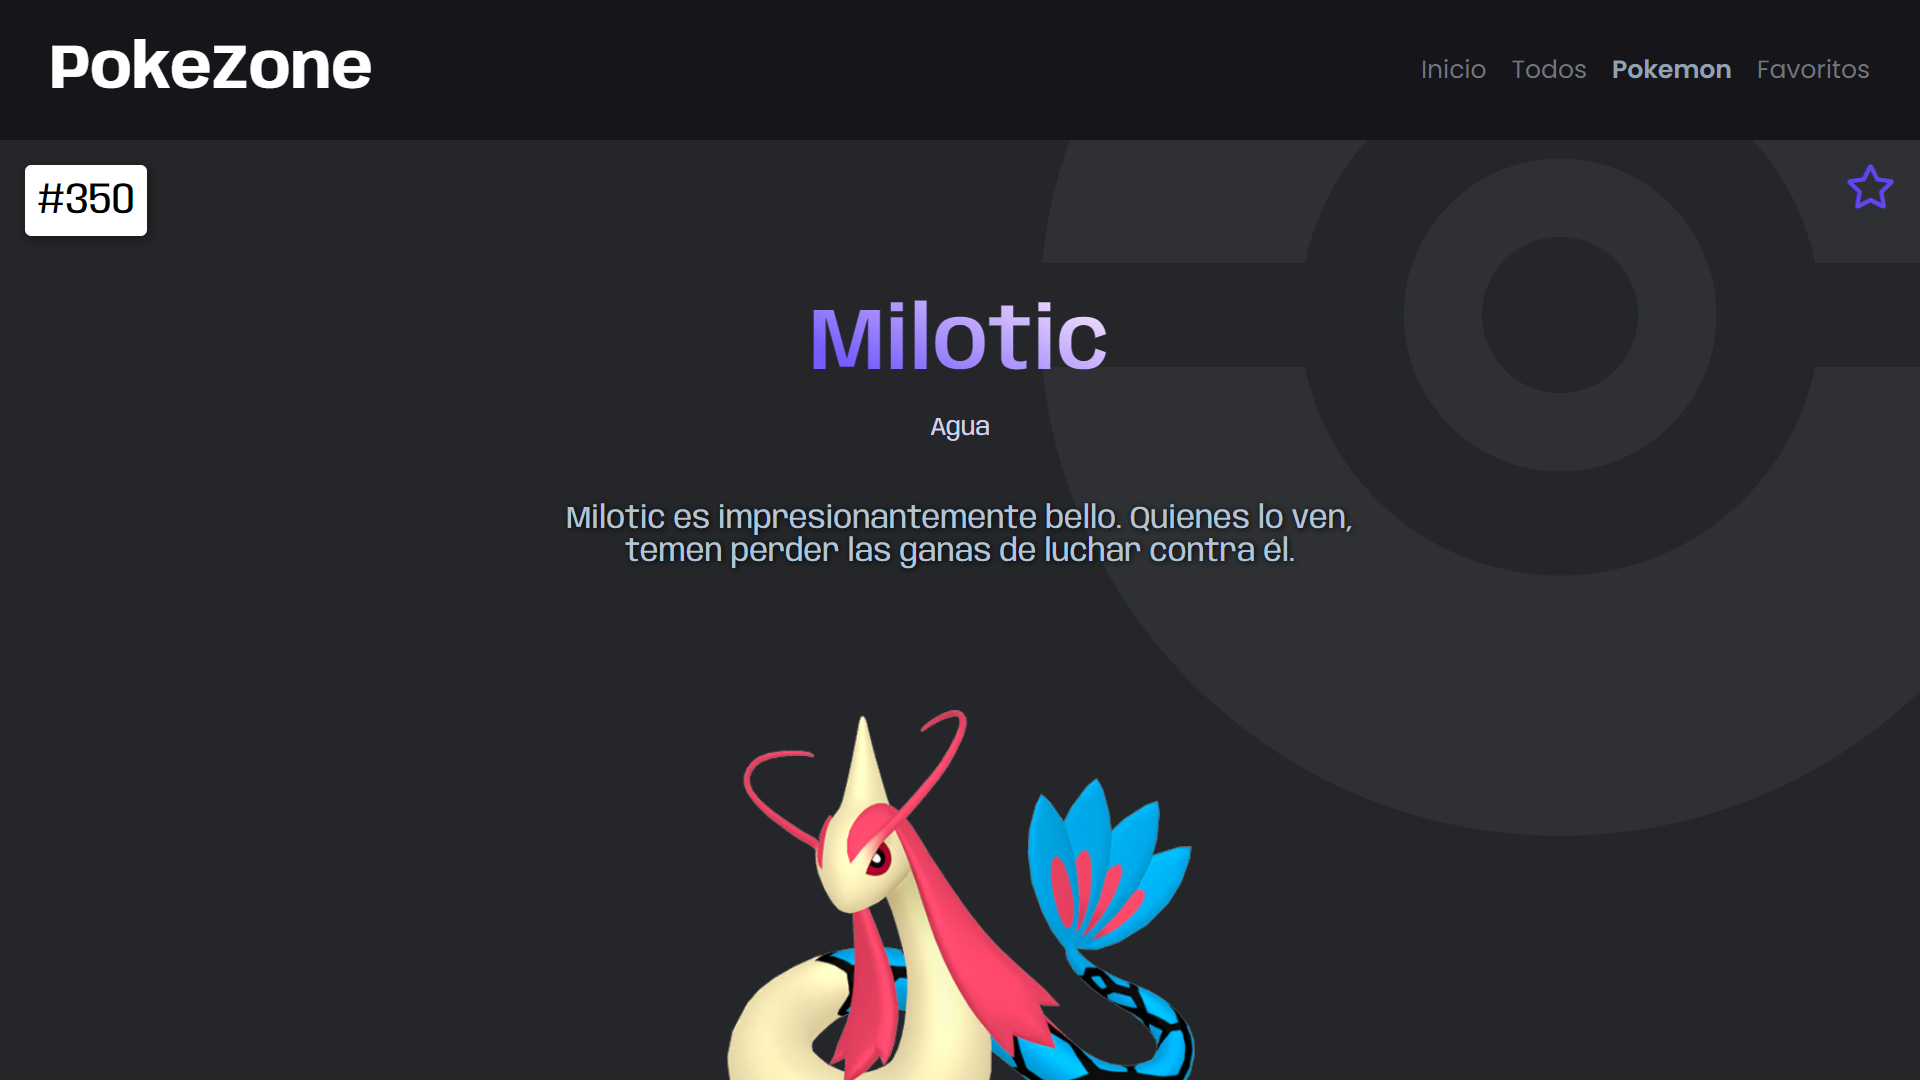 PokeZone
Inicio Todos Pokemon Favoritos
#350
Milotic
Agua
Milotic es impresionantemente bello. Quienes lo ven,
temen perder las ganas de luchar contra él.